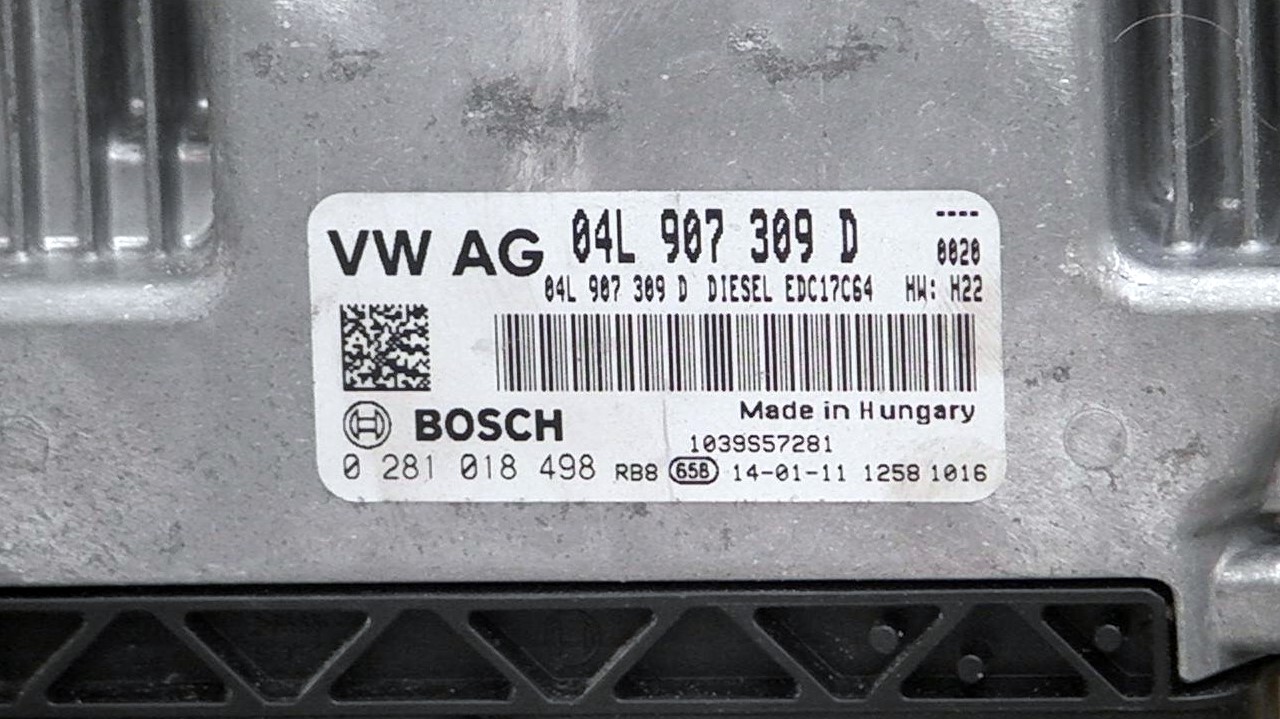 VW AG 04L 907 309 D ----
0020
04L 907 309 D DIESEL EDC17C64 HW: H22
Made in Hungary
BOSCH
1039S57281
0 281 018 498 RB8 65B 14-01-11 1258 1016